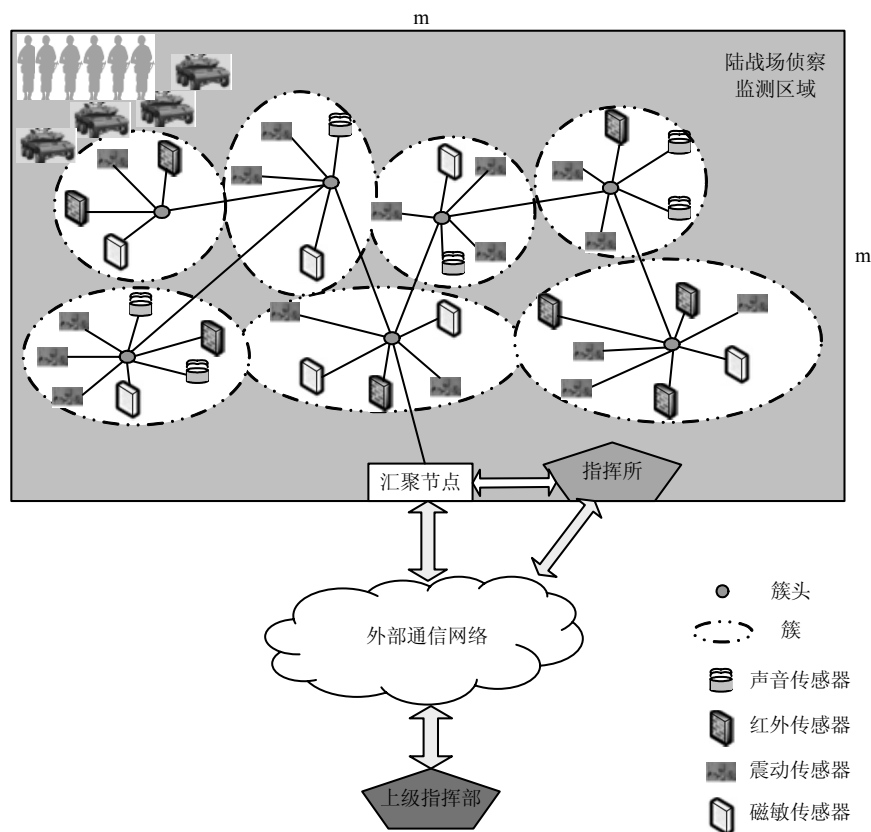 m
陆战场侦察
监测区域
m
汇聚节点
指挥所
外部通信网络
上级指挥部
簇头
簇
声音传感器
红外传感器
震动传感器
磁敏传感器